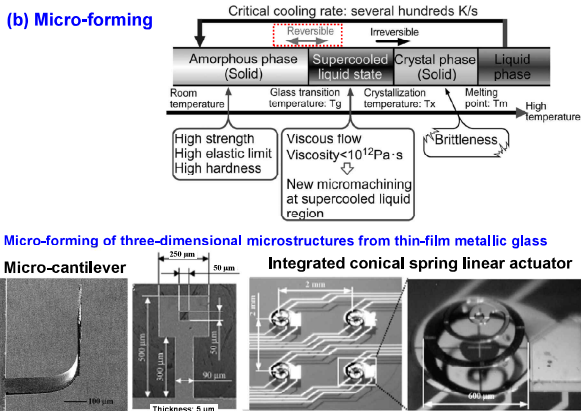 (b) Micro-forming
Critical cooling rate: several hundreds K/s
Reversible
Irreversible
Amorphous phase
(Solid)
Supercooled
liquid state
Crystal phase
(Solid)
Liquid
phase
Room
temperature
Glass transition
temperature: Tg
Crystallization
temperature: Tx
Melting
point: Tm
High
temperature
High strength
High elastic limit
High hardness
Viscous flow
Viscosity<10¹²Pa·s
New micromachining
at supercooled liquid
region
Brittleness
Micro-forming of three-dimensional microstructures from thin-film metallic glass
Micro-cantilever
Integrated conical spring linear actuator
100 μm
250 μm
50 μm
50 μm
500 μm
300 μm
90 μm
Thickness: 5 μm
2 mm
2 mm
600 μm